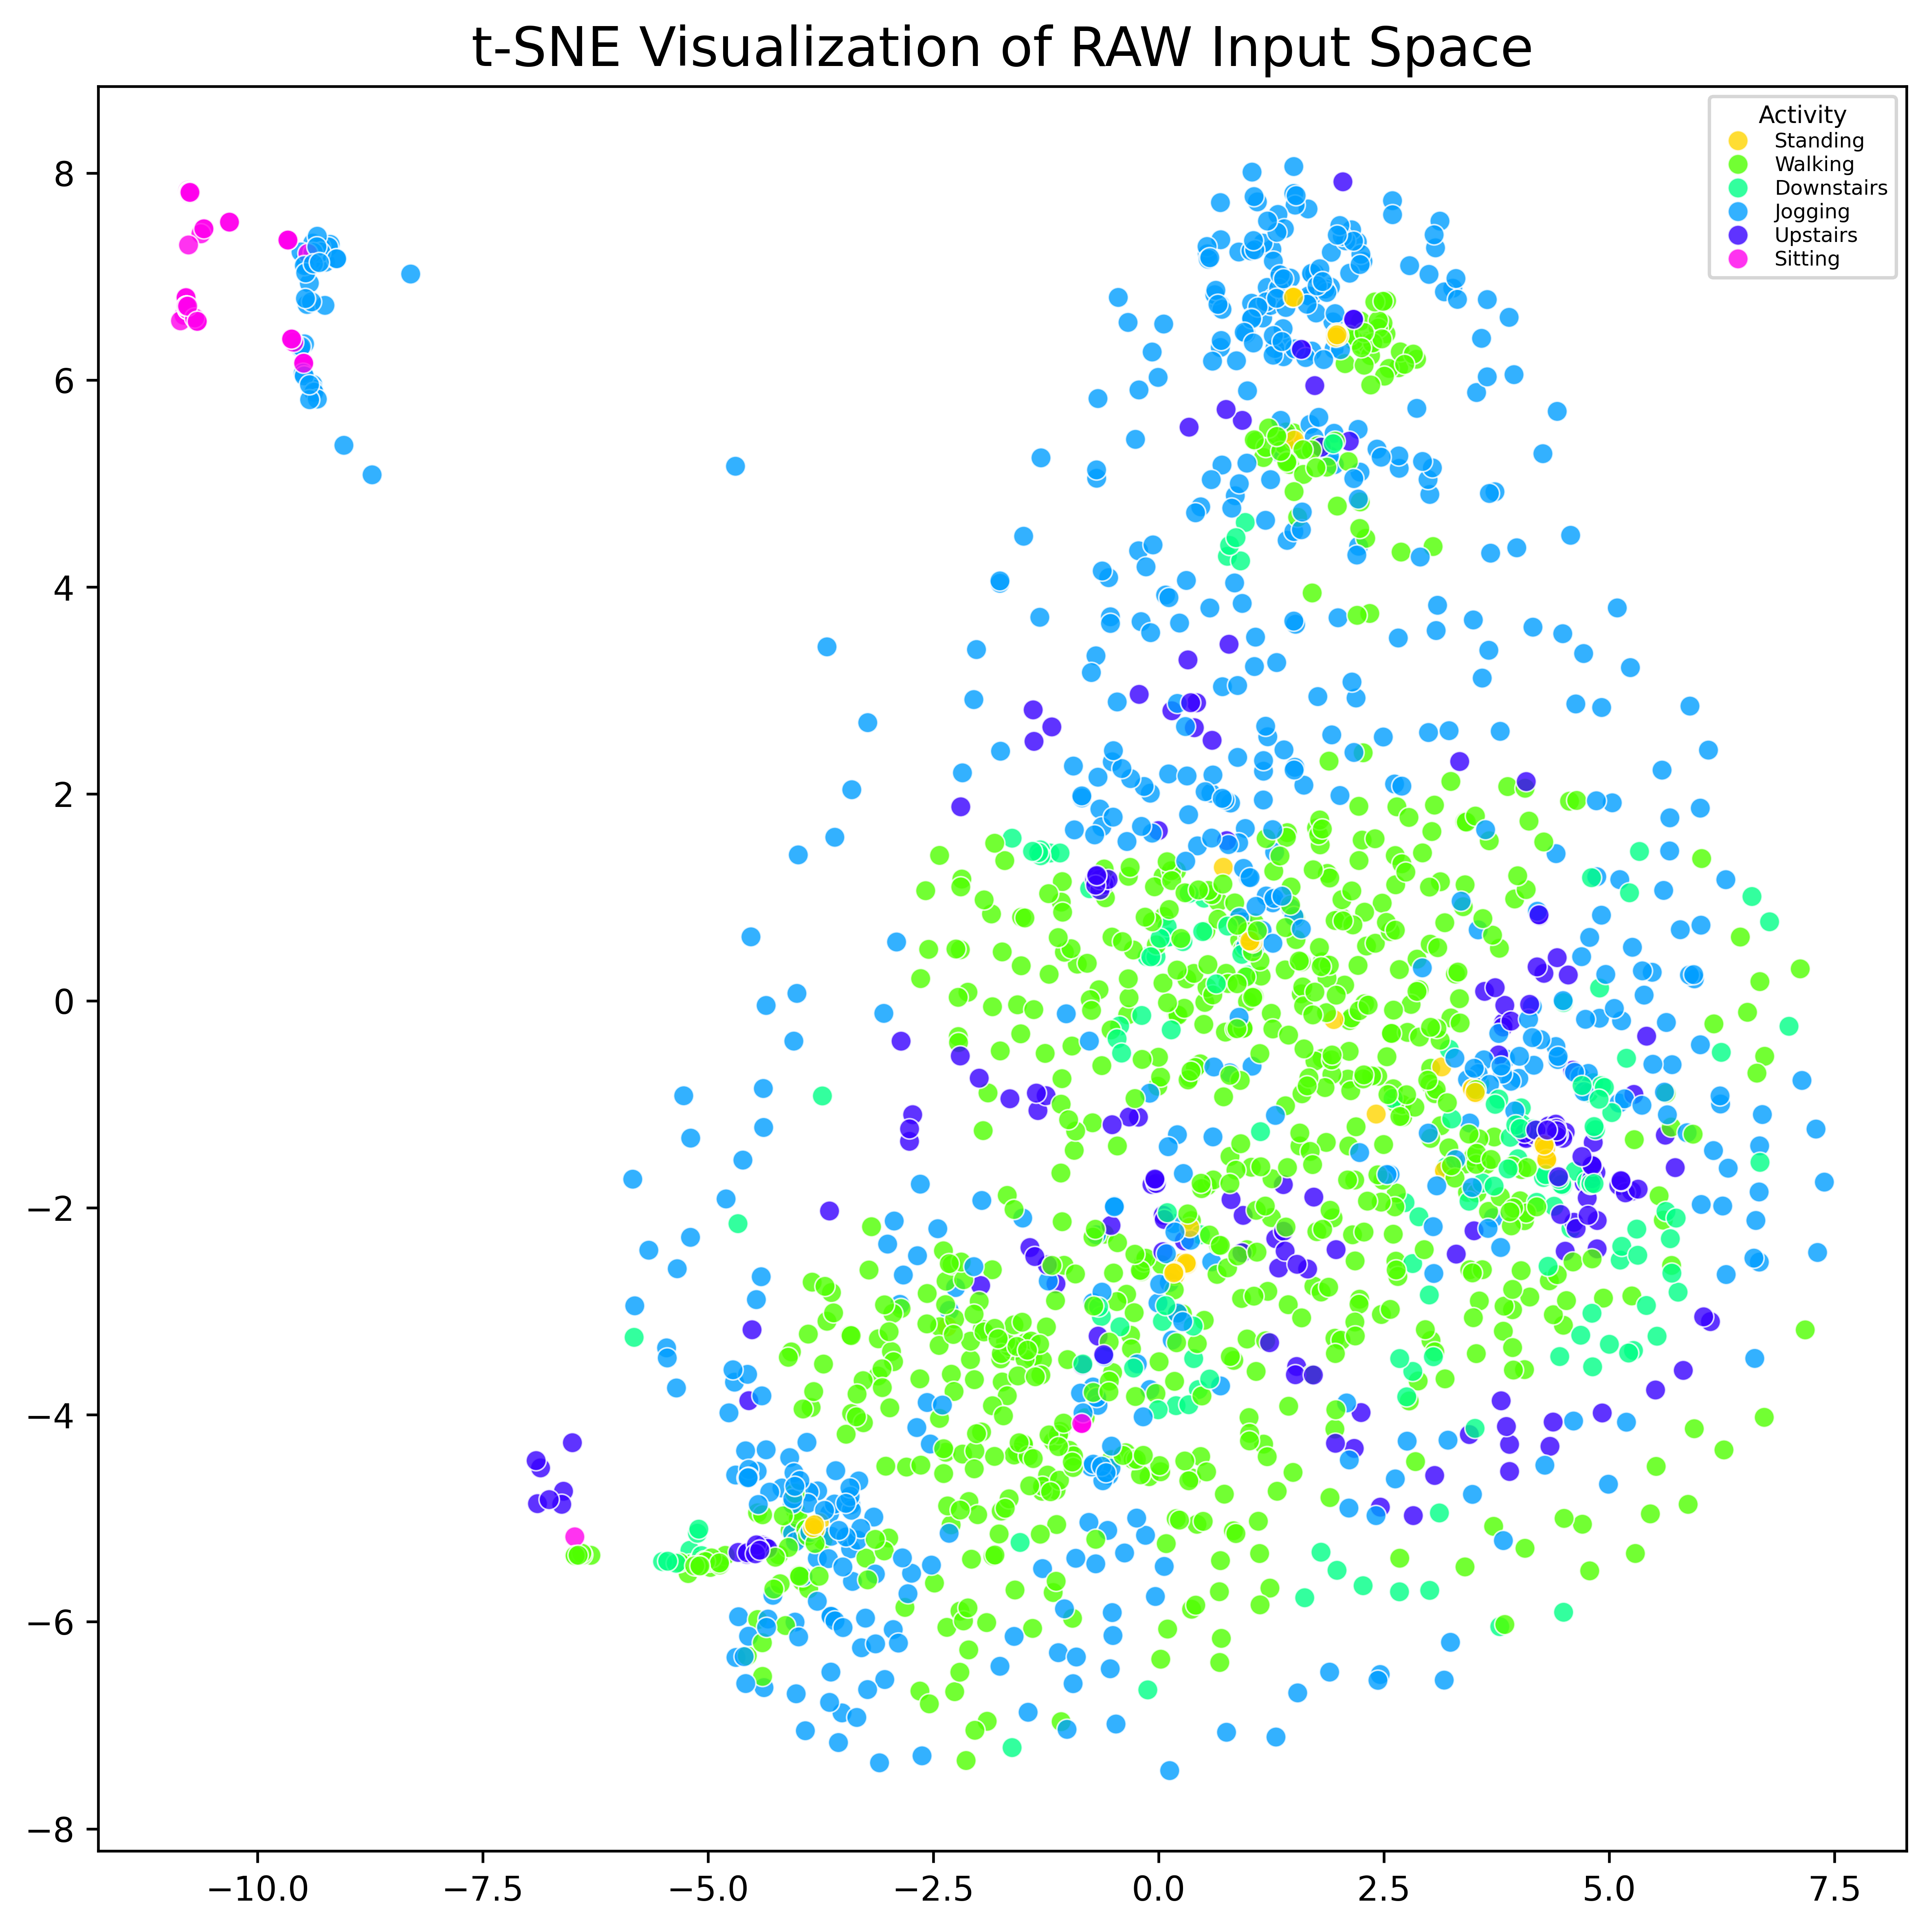 t-SNE Visualization of RAW Input Space
Activity
Standing
Walking
Downstairs
Jogging
Upstairs
Sitting
8
6
4
2
0
−2
−4
−6
−8
−10.0 −7.5 −5.0 −2.5 0.0 2.5 5.0 7.5